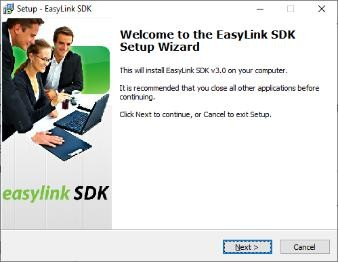 Setup - EasyLink SDK
Welcome to the EasyLink SDK
Setup Wizard
This will install EasyLink SDK v3.0 on your computer.
It is recommended that you close all other applications before
continuing.
Click Next to continue, or Cancel to exit Setup.
easylink SDK
Next >
Cancel